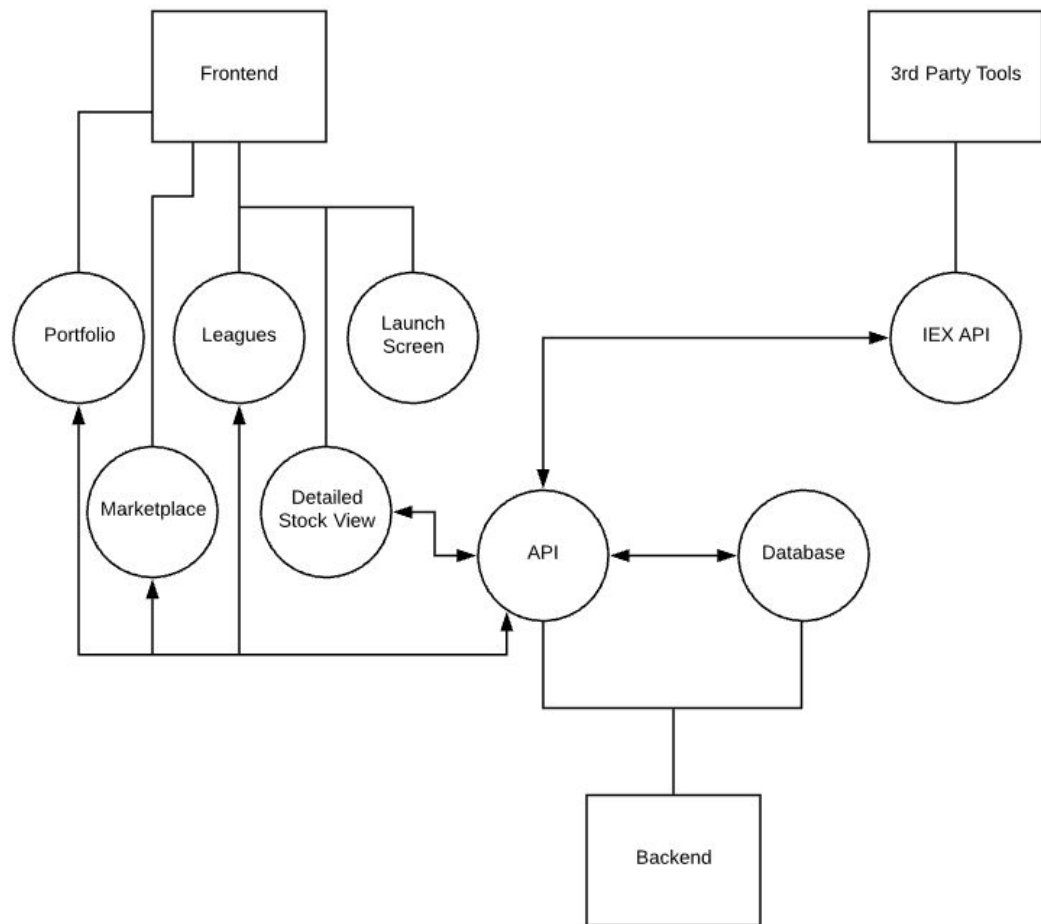 Frontend
3rd Party Tools
Portfolio
Leagues
Launch
Screen
IEX API
Marketplace
Detailed
Stock View
API
Database
Backend